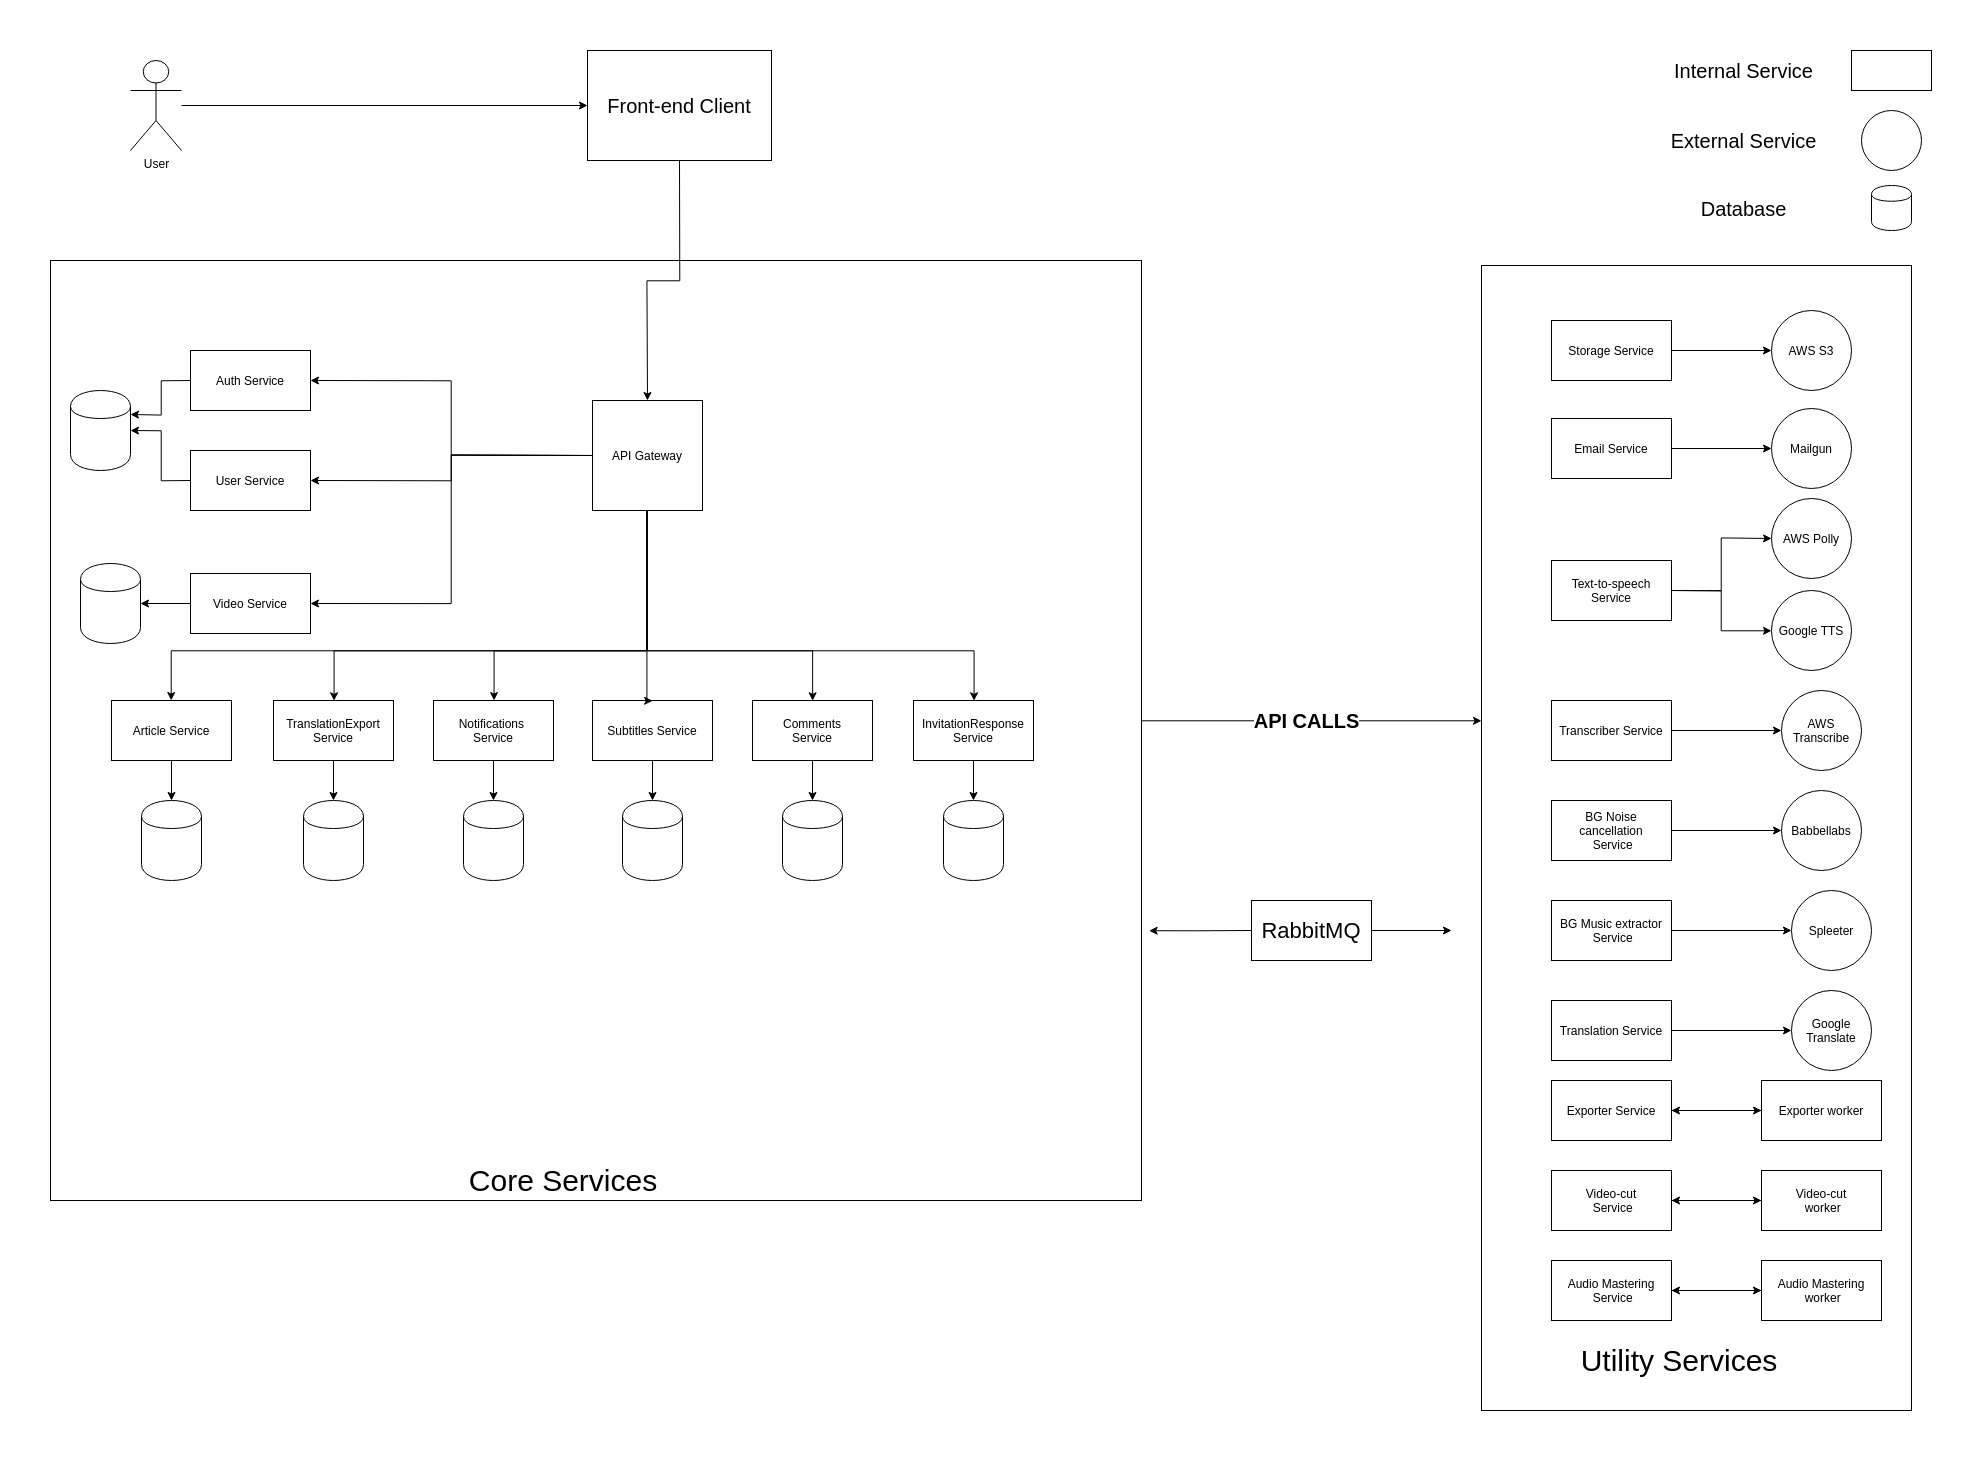 User
Front-end Client
Internal Service
External Service
Database
Auth Service
User Service
Video Service
API Gateway
Article Service
TranslationExport
Service
Notifications
Service
Subtitles Service
Comments
Service
InvitationResponse
Service
Core Services
API CALLS
RabbitMQ
Storage Service
AWS S3
Email Service
Mailgun
Text-to-speech
Service
AWS Polly
Google TTS
Transcriber Service
AWS
Transcribe
BG Noise
cancellation
Service
Babbellabs
BG Music extractor
Service
Spleeter
Translation Service
Google
Translate
Exporter Service
Exporter worker
Video-cut
Service
Video-cut
worker
Audio Mastering
Service
Audio Mastering
worker
Utility Services